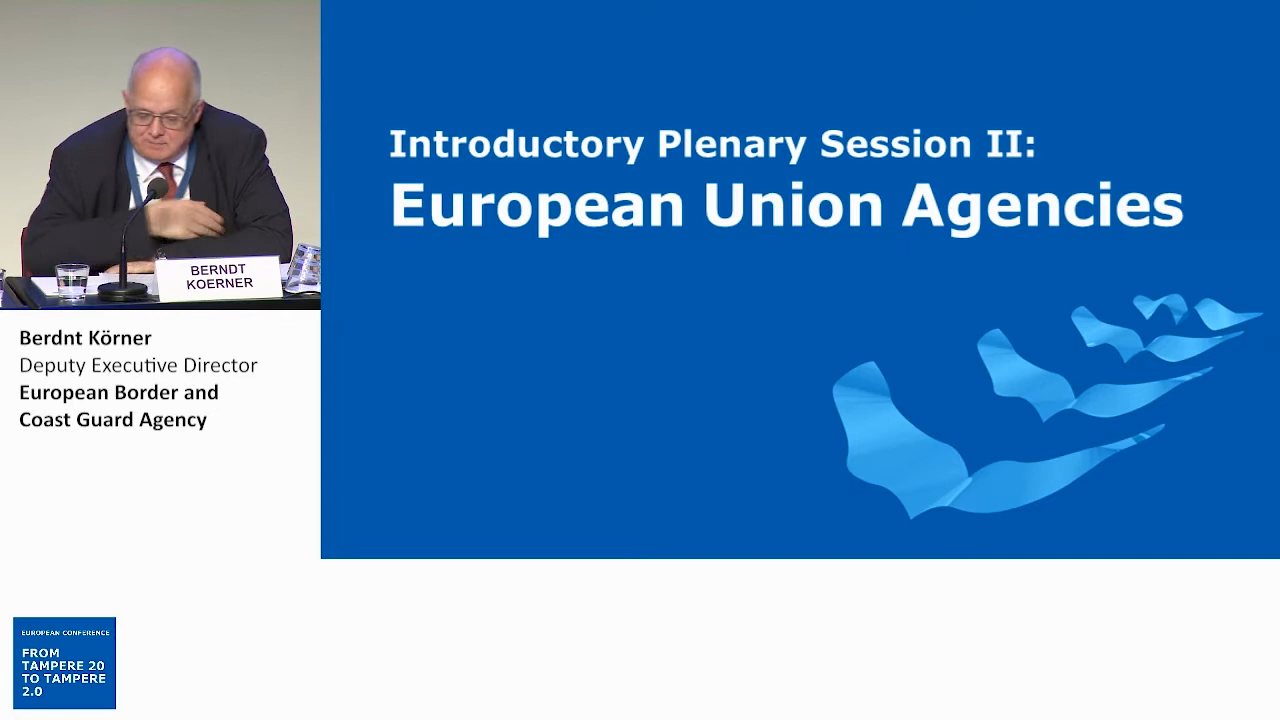 Introductory Plenary Session II:
European Union Agencies
BERNDT
KOERNER
Berdnt Körner
Deputy Executive Director
European Border and
Coast Guard Agency
EUROPEAN CONFERENCE
FROM
TAMPERE 20
TO TAMPERE
2.0